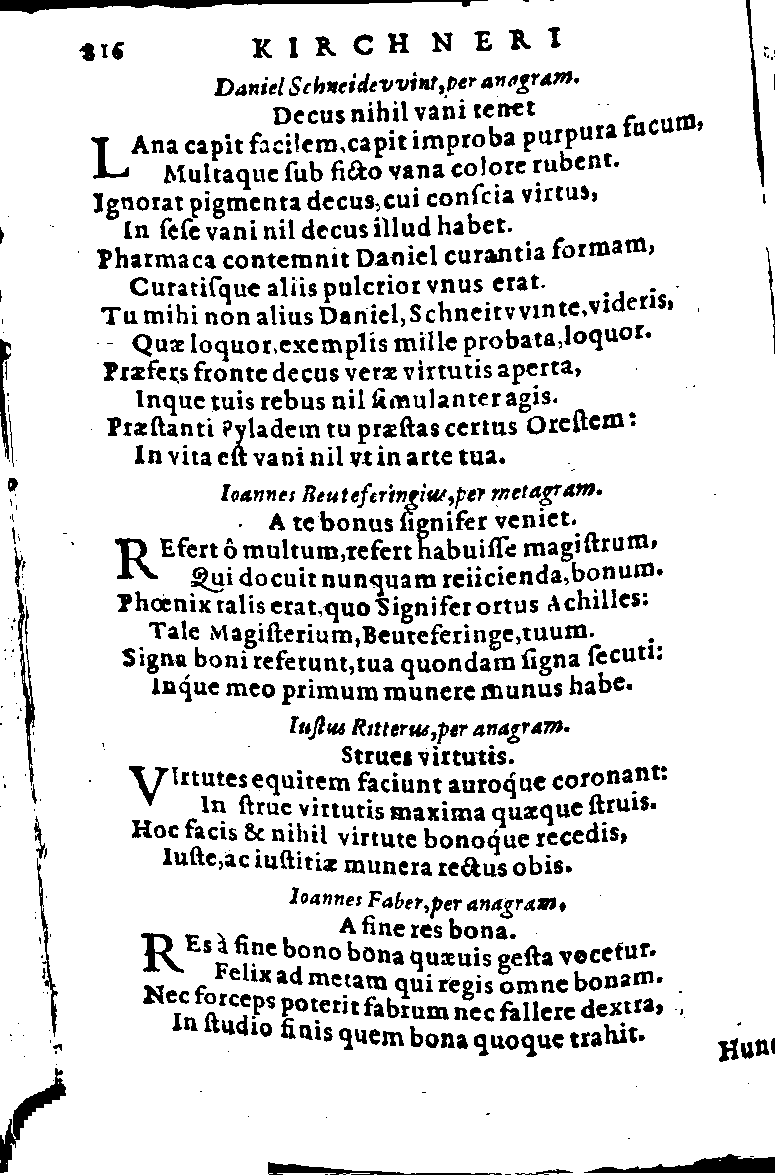 816 KIRCHNERI
Daniel Schneidevvint, per anagram.
Decus nihil vani tenet
LAna capit facilem, capit improba purpura fucum,
Multaque ſub ficto vana colore rubent.
Ignorat pigmenta decus, cui conſcia virtus,
In ſeſe vani nil decus illud habet.
Pharmaca contemnit Daniel curantia formam,
Curatiſque aliis pulcrior vnus erat.
Tu mihi non alius Daniel, Schneitvvinte, videris,
Quæ loquor, exemplis mille probata, loquor.
Præfers fronte decus veræ virtutis aperta,
Inque tuis rebus nil ſimulanter agis.
Præſtanti Pyladem tu præſtas certus Oreſtem:
In vita eſt vani nil vt in arte tua.
Ioannes Beuteferingius, per metagram.
A te bonus ſignifer veniet.
REfert ô multum, refert habuiſſe magiſtrum,
Qui docuit nunquam reiicienda, bonum.
Phœnix talis erat, quo Signifer ortus Achilles:
Tale Magiſterium, Beuteferinge, tuum.
Signa boni referunt, tua quondam ſigna ſecuti:
Inq́ue meo primum munere munus habe.
Iuſtus Ritterus, per anagram.
Strues virtutis.
VIrtutes equitem faciunt auroq́ue coronant:
In ſtrue virtutis maxima quæque ſtruis.
Hoc facis & nihil virtute bonoq́ue recedis,
Iuſte, ac iuſtitiæ munera rectus obis.
Ioannes Faber, per anagram,
A fine res bona.
REs à fine bono bona quæuis geſta vocetur.
Felix ad metam qui regis omne bonam.
Nec forceps poterit fabrum nec fallere dextra,
In ſtudio finis quem bona quoque trahit.
Hunc